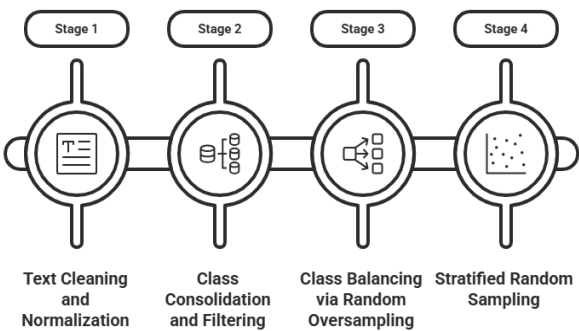 Stage 1
Stage 2
Stage 3
Stage 4
T
Text Cleaning
and
Normalization
Class
Consolidation
and Filtering
Class Balancing
via Random
Oversampling
Stratified Random
Sampling